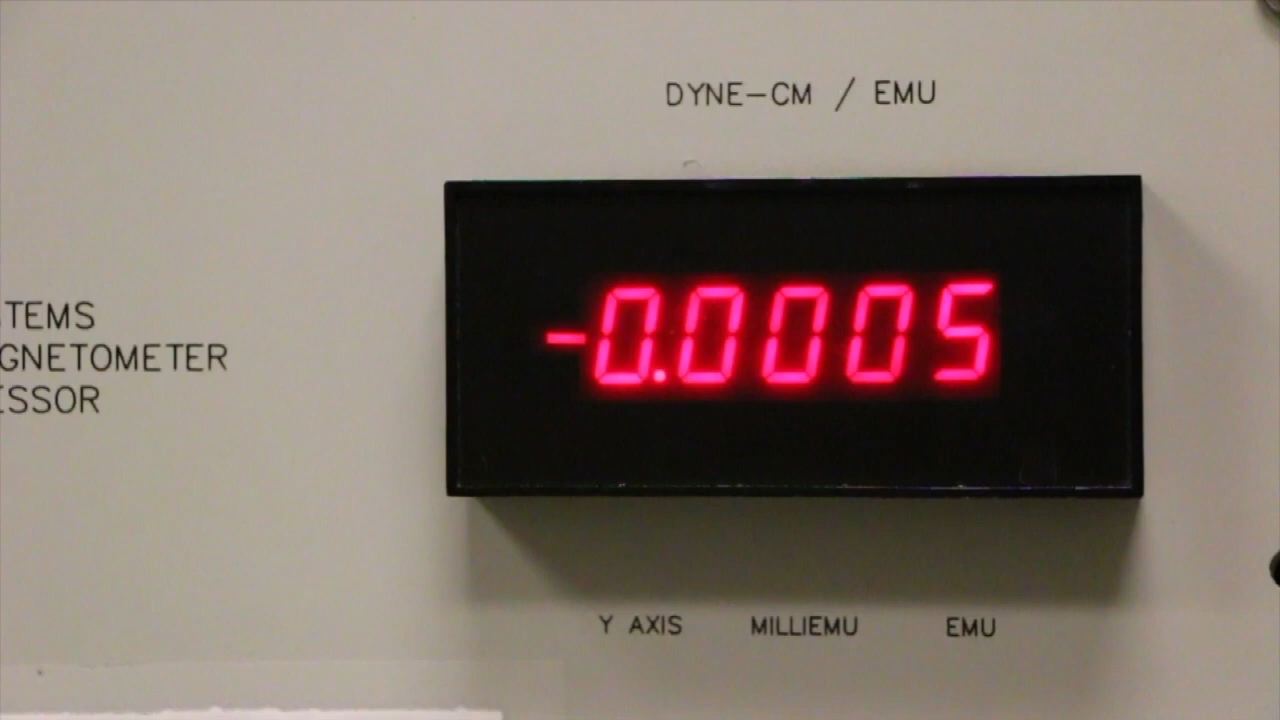 DYNE-CM / EMU
-0.0005
TEMS
GNETOMETER
SSOR
Y AXIS MILLIEMU EMU